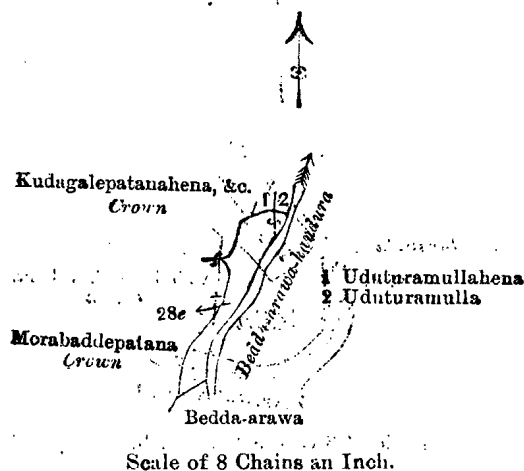 Kudagalepatanahena, &c.
Crown
1 2
Bedda-arawa-kandura
1 Uduturamullahena
2 Uduturamulla
28e
Morabaddepatana
Crown
Bedda-arawa
Scale of 8 Chains an Inch.